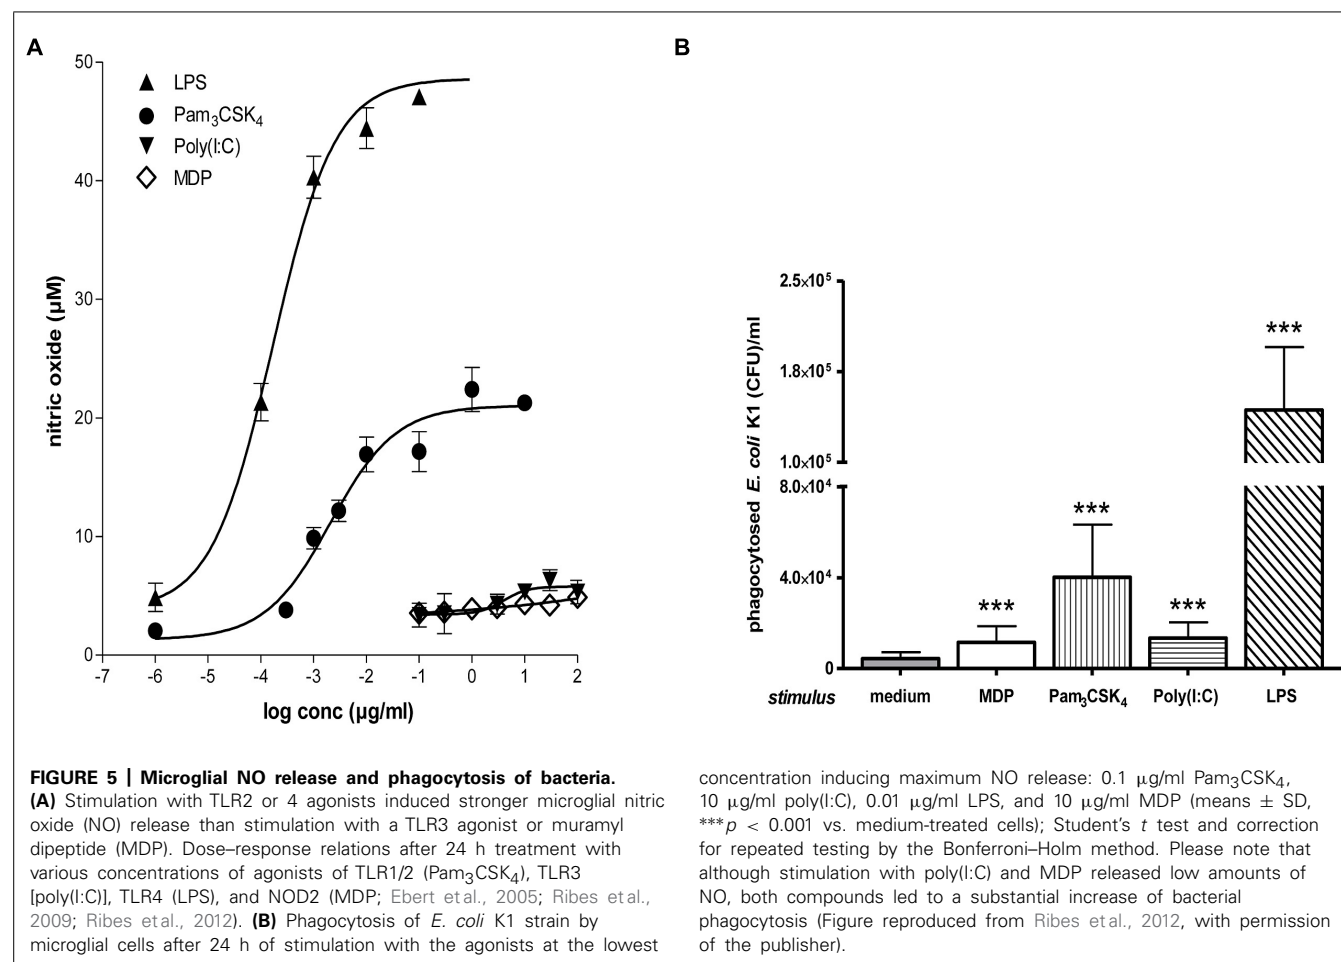 A
50
40
30
20
10
0
nitric oxide (µM)
LPS
Pam₃CSK₄
Poly(I:C)
MDP
-7 -6 -5 -4 -3 -2 -1 0 1 2
log conc (µg/ml)
B
phagocytosed E. coli K1 (CFU)/ml
2.5×10⁵
1.8×10⁵
1.0×10⁵
8.0×10⁴
4.0×10⁴
0
***
***
***
***
stimulus medium MDP Pam₃CSK₄ Poly(I:C) LPS
FIGURE 5 | Microglial NO release and phagocytosis of bacteria.
(A) Stimulation with TLR2 or 4 agonists induced stronger microglial nitric
oxide (NO) release than stimulation with a TLR3 agonist or muramyl
dipeptide (MDP). Dose–response relations after 24 h treatment with
various concentrations of agonists of TLR1/2 (Pam₃CSK₄), TLR3
[poly(I:C)], TLR4 (LPS), and NOD2 (MDP; Ebert et al., 2005; Ribes et al.,
2009; Ribes et al., 2012). (B) Phagocytosis of E. coli K1 strain by
microglial cells after 24 h of stimulation with the agonists at the lowest
concentration inducing maximum NO release: 0.1 µg/ml Pam₃CSK₄,
10 µg/ml poly(I:C), 0.01 µg/ml LPS, and 10 µg/ml MDP (means ± SD,
***p < 0.001 vs. medium-treated cells); Student's t test and correction
for repeated testing by the Bonferroni–Holm method. Please note that
although stimulation with poly(I:C) and MDP released low amounts of
NO, both compounds led to a substantial increase of bacterial
phagocytosis (Figure reproduced from Ribes et al., 2012, with permission
of the publisher).